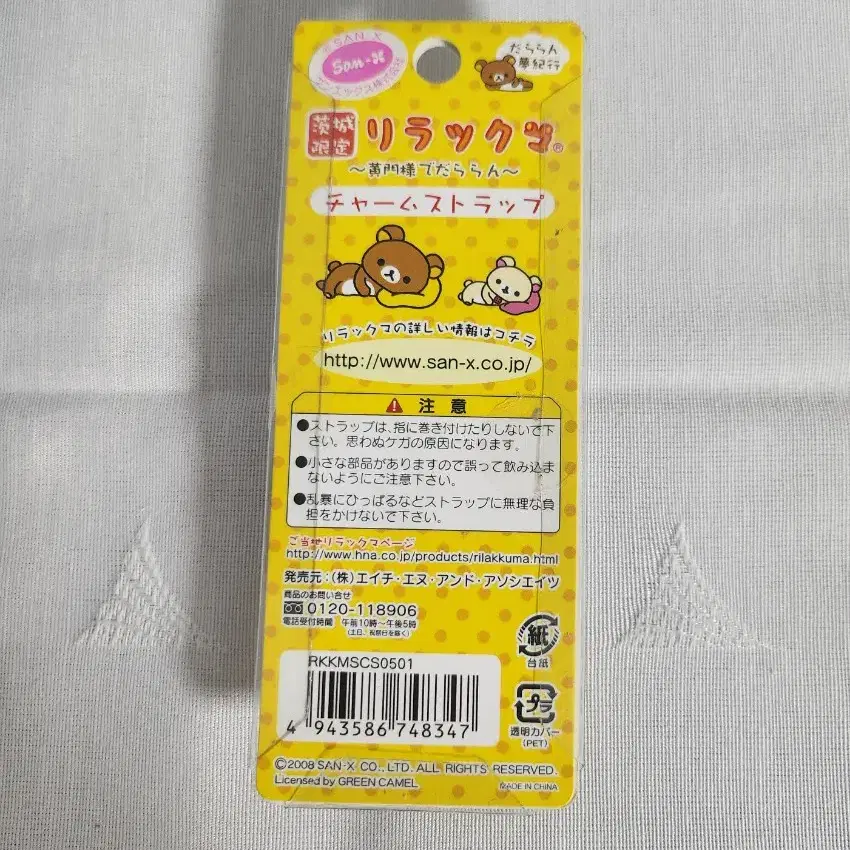 © SAN-X
San-X
サンエックス株式会社
だららん
夢紀行
茨城
限定
リラックマ®
〜黄門様でだららん〜
チャームストラップ
リラックマの詳しい情報はコチラ
http://www.san-x.co.jp/
注 意
●ストラップは、指に巻き付けたりしないで下
さい。思わぬケガの原因になります。
●小さな部品がありますので誤って飲み込ま
ないようにご注意下さい。
●乱暴にひっぱるなどストラップに無理な負
担をかけないで下さい。
ご当地リラックマページ
http://www.hna.co.jp/products/rilakkuma.html
発売元:(株)エイチ・エヌ・アンド・アソシエイツ
商品のお問い合せ
0120-118906
電話受付時間 午前10時〜午後5時
(土日、祝祭日を除く)
紙
台紙
RKKMSCS0501
4 943586 748347
プラ
透明カバー
(PET)
©2008 SAN-X CO., LTD. ALL RIGHTS RESERVED.
Licensed by GREEN CAMEL
MADE IN CHINA